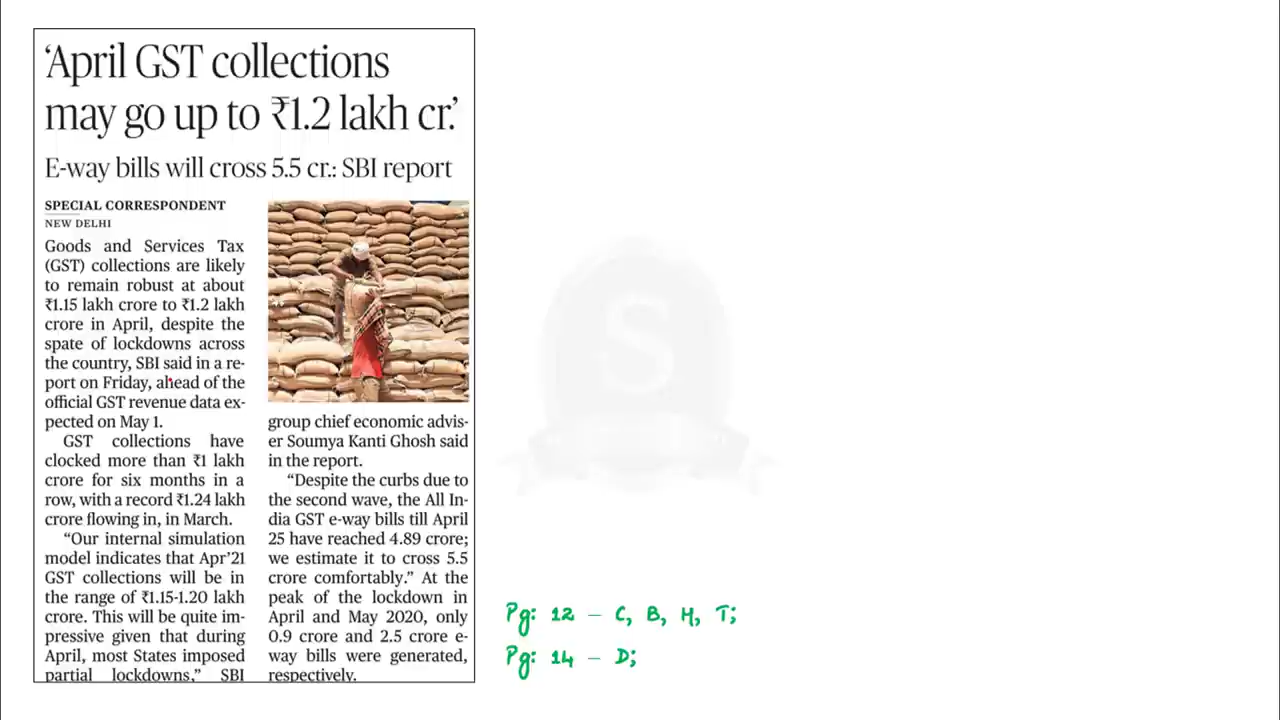 ‘April GST collections
may go up to ₹1.2 lakh cr.’
E-way bills will cross 5.5 cr.: SBI report
SPECIAL CORRESPONDENT
NEW DELHI
Goods and Services Tax
(GST) collections are likely
to remain robust at about
₹1.15 lakh crore to ₹1.2 lakh
crore in April, despite the
spate of lockdowns across
the country, SBI said in a re-
port on Friday, ahead of the
official GST revenue data ex-
pected on May 1.
GST collections have
clocked more than ₹1 lakh
crore for six months in a
row, with a record ₹1.24 lakh
crore flowing in, in March.
“Our internal simulation
model indicates that Apr’21
GST collections will be in
the range of ₹1.15-1.20 lakh
crore. This will be quite im-
pressive given that during
April, most States imposed
partial lockdowns,” SBI
group chief economic advis-
er Soumya Kanti Ghosh said
in the report.
“Despite the curbs due to
the second wave, the All In-
dia GST e-way bills till April
25 have reached 4.89 crore;
we estimate it to cross 5.5
crore comfortably.” At the
peak of the lockdown in
April and May 2020, only
0.9 crore and 2.5 crore e-
way bills were generated,
respectively.
S
Pg: 12 – C, B, H, T;
Pg: 14 – D;